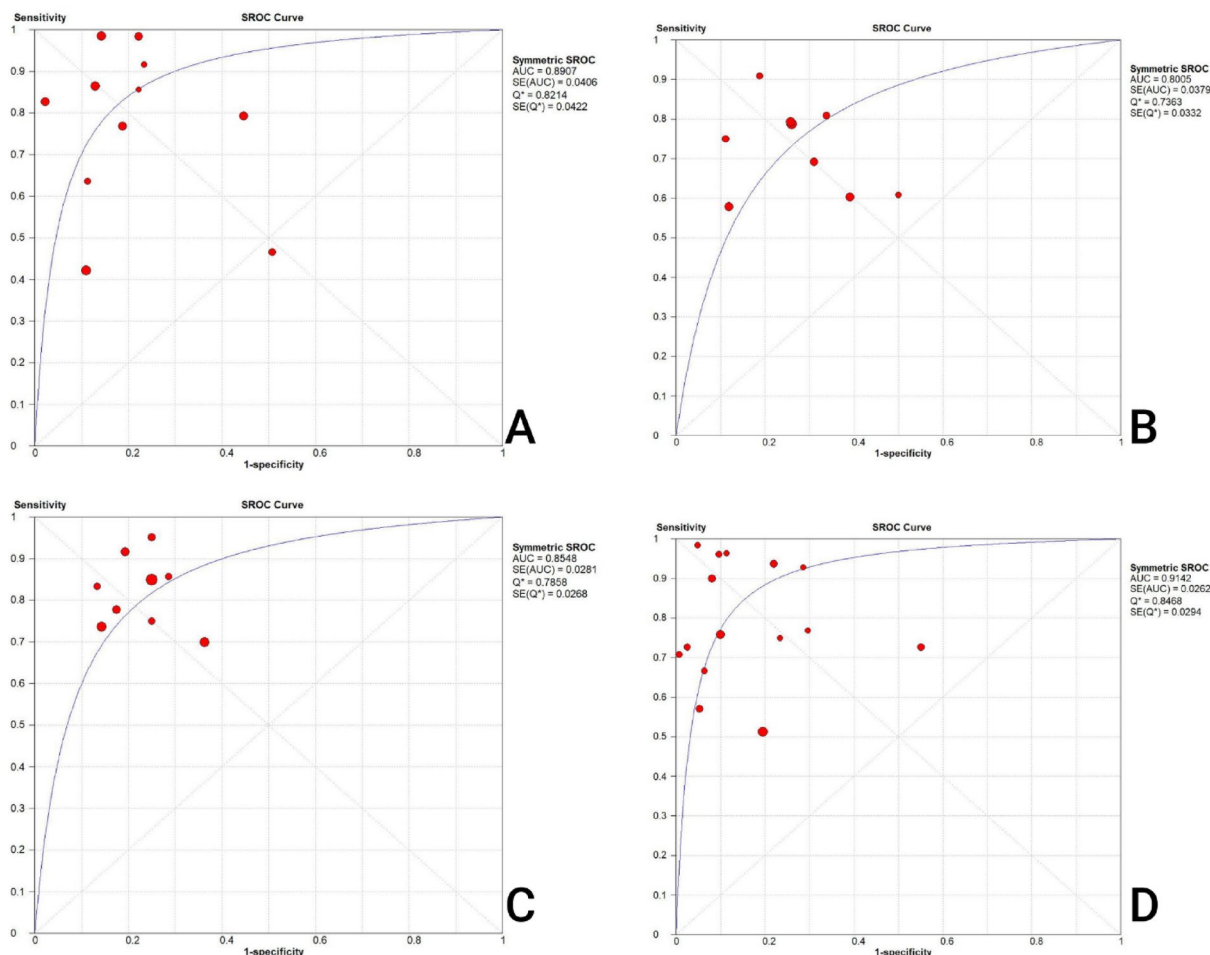 Sensitivity SROC Curve
1
0.9
0.8
0.7
0.6
0.5
0.4
0.3
0.2
0.1
0
0 0.2 0.4 0.6 0.8 1
1-specificity
Symmetric SROC
AUC = 0.8907
SE(AUC) = 0.0406
Q* = 0.8214
SE(Q*) = 0.0422
A
Sensitivity SROC Curve
1
0.9
0.8
0.7
0.6
0.5
0.4
0.3
0.2
0.1
0
0 0.2 0.4 0.6 0.8 1
1-specificity
Symmetric SROC
AUC = 0.8005
SE(AUC) = 0.0379
Q* = 0.7363
SE(Q*) = 0.0332
B
Sensitivity SROC Curve
1
0.9
0.8
0.7
0.6
0.5
0.4
0.3
0.2
0.1
0
0 0.2 0.4 0.6 0.8 1
1-specificity
Symmetric SROC
AUC = 0.8548
SE(AUC) = 0.0281
Q* = 0.7858
SE(Q*) = 0.0268
C
Sensitivity SROC Curve
1
0.9
0.8
0.7
0.6
0.5
0.4
0.3
0.2
0.1
0
0 0.2 0.4 0.6 0.8 1
1-specificity
Symmetric SROC
AUC = 0.9142
SE(AUC) = 0.0262
Q* = 0.8468
SE(Q*) = 0.0294
D